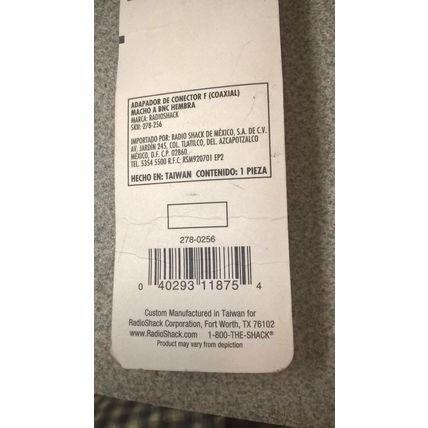 ADAPADOR DE CONECTOR F (COAXIAL)
MACHO A BNC HEMBRA
MARCA: RADIOSHACK
SKU: 278-256
IMPORTADO POR: RADIO SHACK DE MÉXICO, S.A. DE C.V.
AV. JARDÍN 245, COL. TLATILCO, DEL. AZCAPOTZALCO
MÉXICO, D.F. C.P. 02860
TEL. 5354 5500 R.F.C: RSM920701 EP2
HECHO EN: TAIWAN CONTENIDO: 1 PIEZA
278-0256
0 40293 11875 4
Custom Manufactured in Taiwan for
RadioShack Corporation, Fort Worth, TX 76102
www.RadioShack.com 1-800-THE-SHACK®
Product may vary from depiction